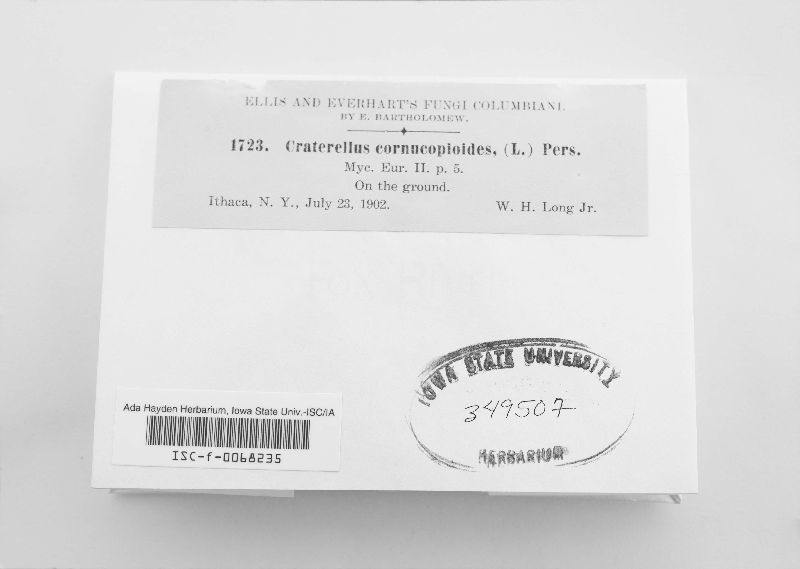 ELLIS AND EVERHART'S FUNGI COLUMBIANI.
BY E. BARTHOLOMEW.
1723. Craterellus cornucopioides, (L.) Pers.
Myc. Eur. II. p. 5.
On the ground.
Ithaca, N. Y., July 23, 1902. W. H. Long Jr.
IOWA STATE UNIVERSITY
349507
HERBARIUM
Ada Hayden Herbarium, Iowa State Univ.-ISC/IA
ISC-f-0068235